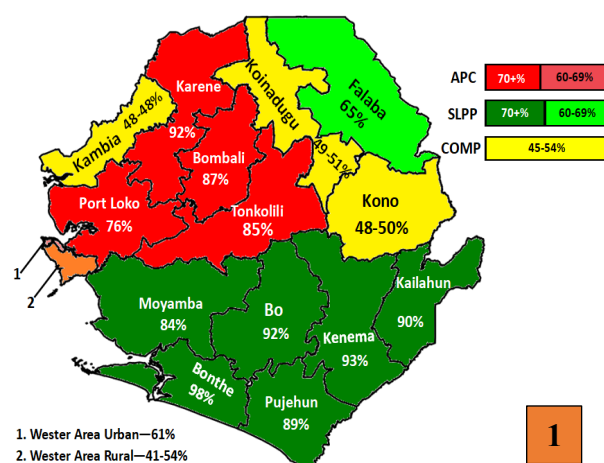 APC 70+% 60-69%
SLPP 70+% 60-69%
COMP 45-54%
Karene
92%
Koinadugu
49-51%
Falaba
65%
Kambia 48-48%
Bombali
87%
Port Loko
76%
Tonkolili
85%
Kono
48-50%
1
2
Moyamba
84%
Bo
92%
Kenema
93%
Kailahun
90%
Bonthe
98%
Pujehun
89%
1. Wester Area Urban—61%
2. Wester Area Rural—41-54%
1